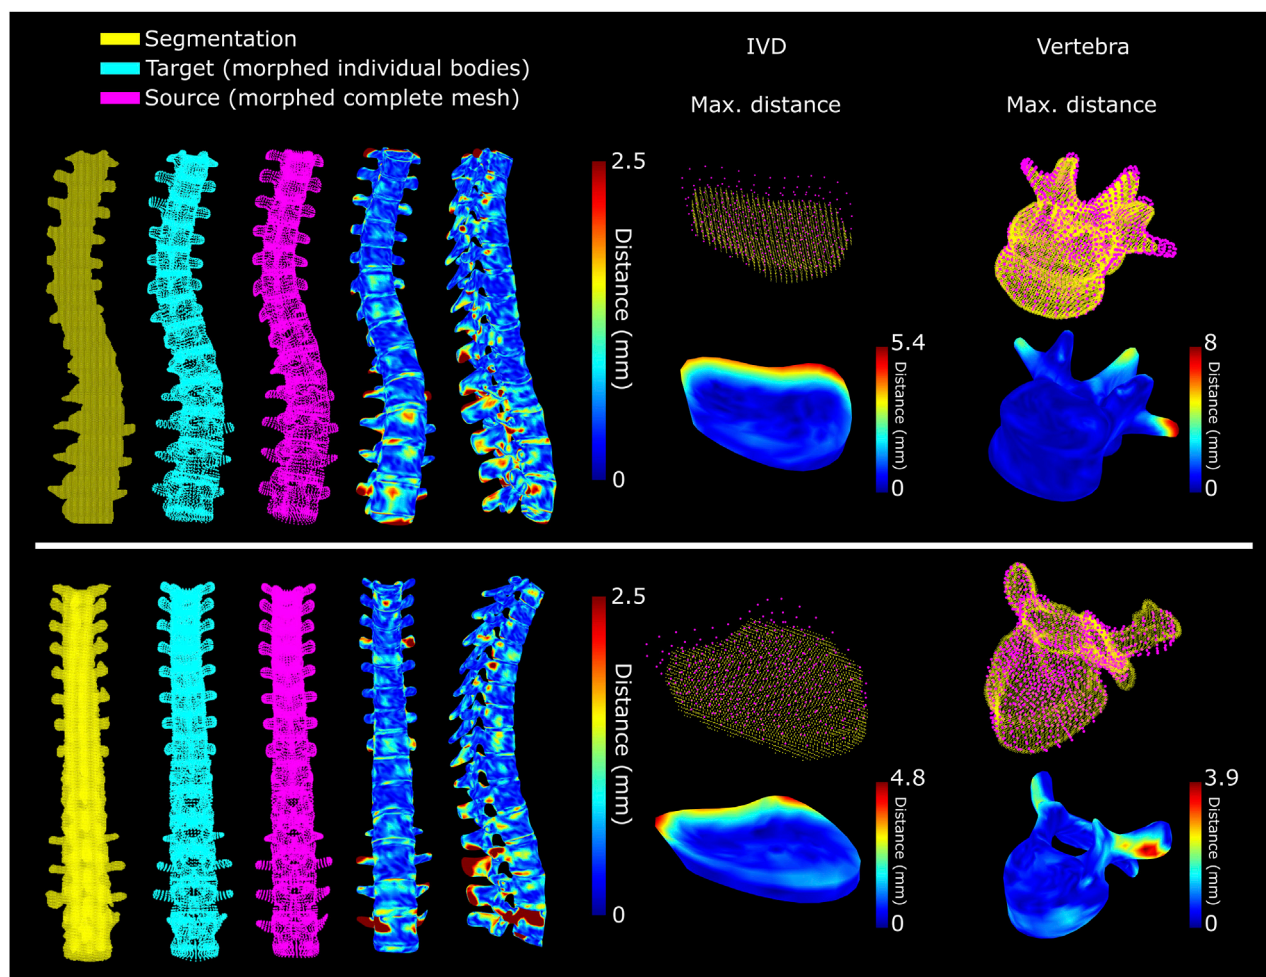 Segmentation
Target (morphed individual bodies)
Source (morphed complete mesh)
IVD
Max. distance
Vertebra
Max. distance
2.5
Distance (mm)
0
5.4
Distance (mm)
0
8
Distance (mm)
0
2.5
Distance (mm)
0
4.8
Distance (mm)
0
3.9
Distance (mm)
0